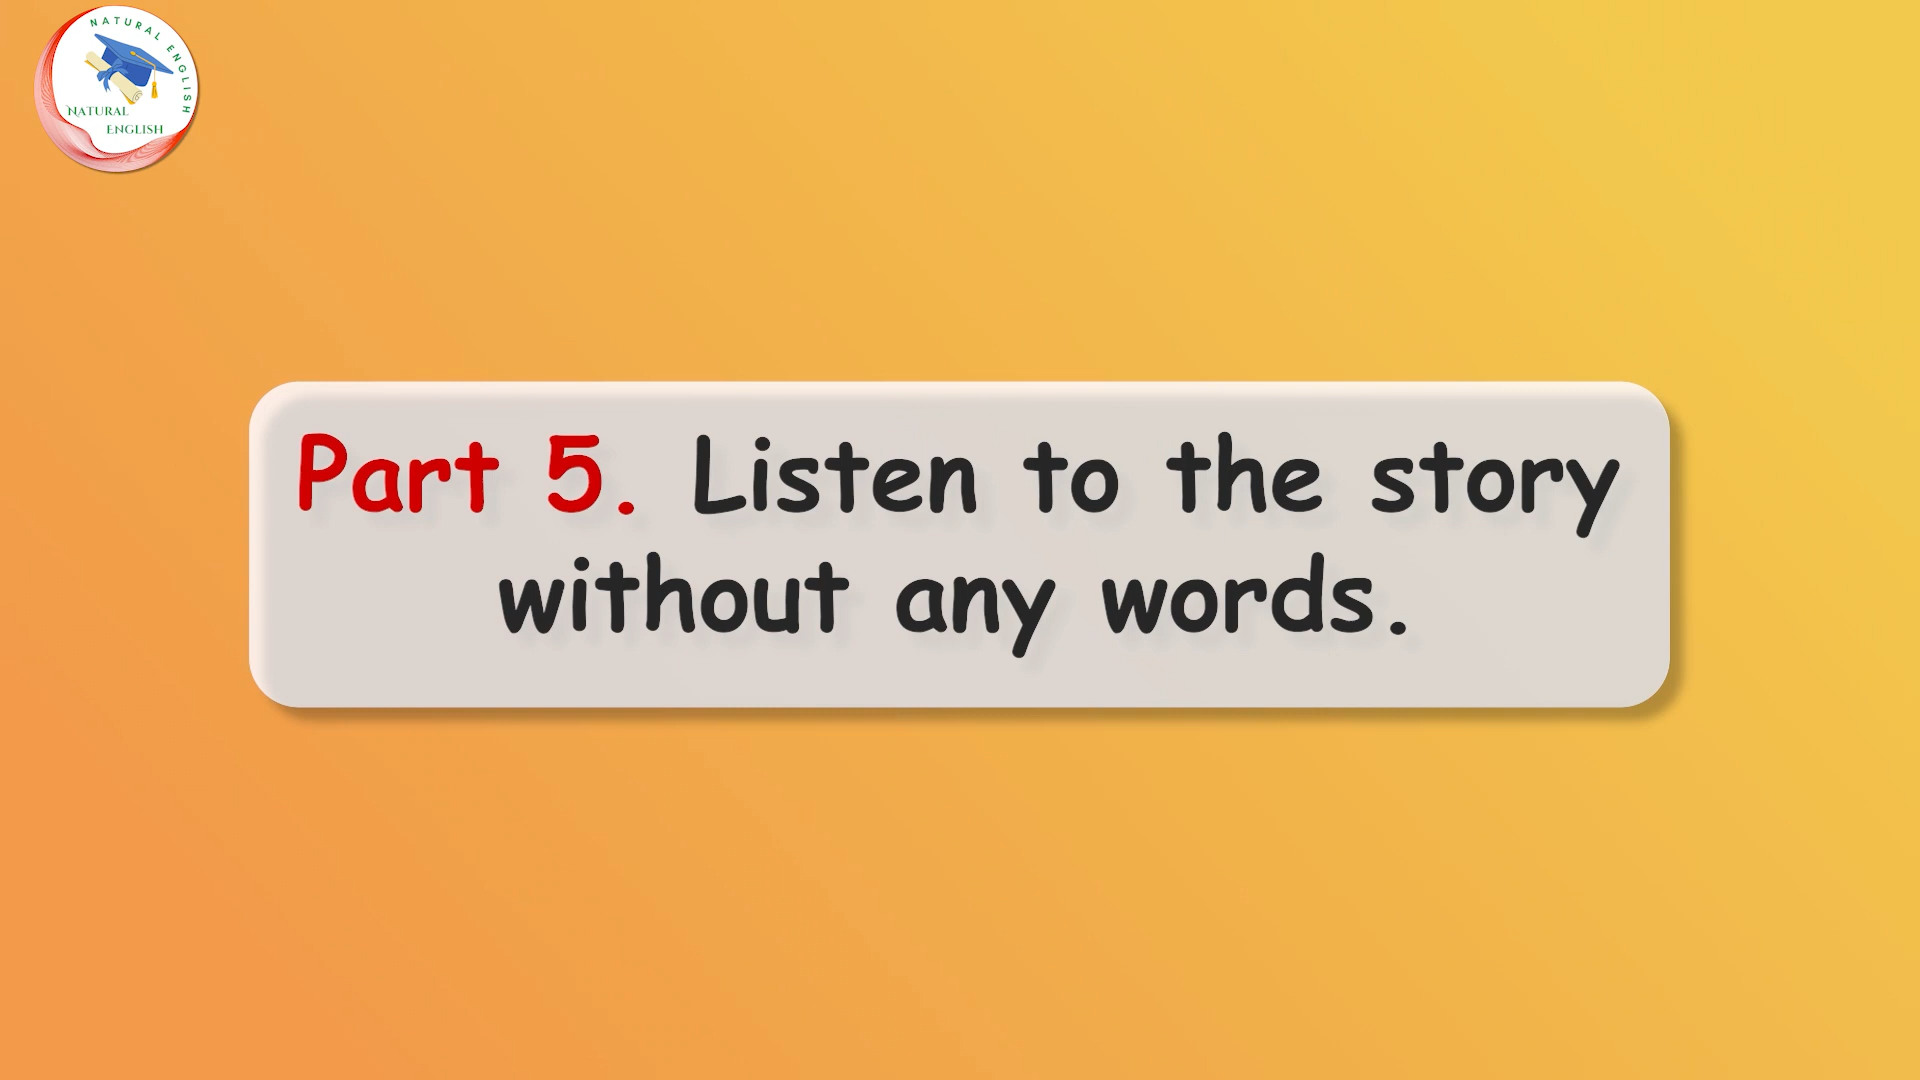 NATURAL ENGLISH
NATURAL
ENGLISH
Part 5. Listen to the story
without any words.